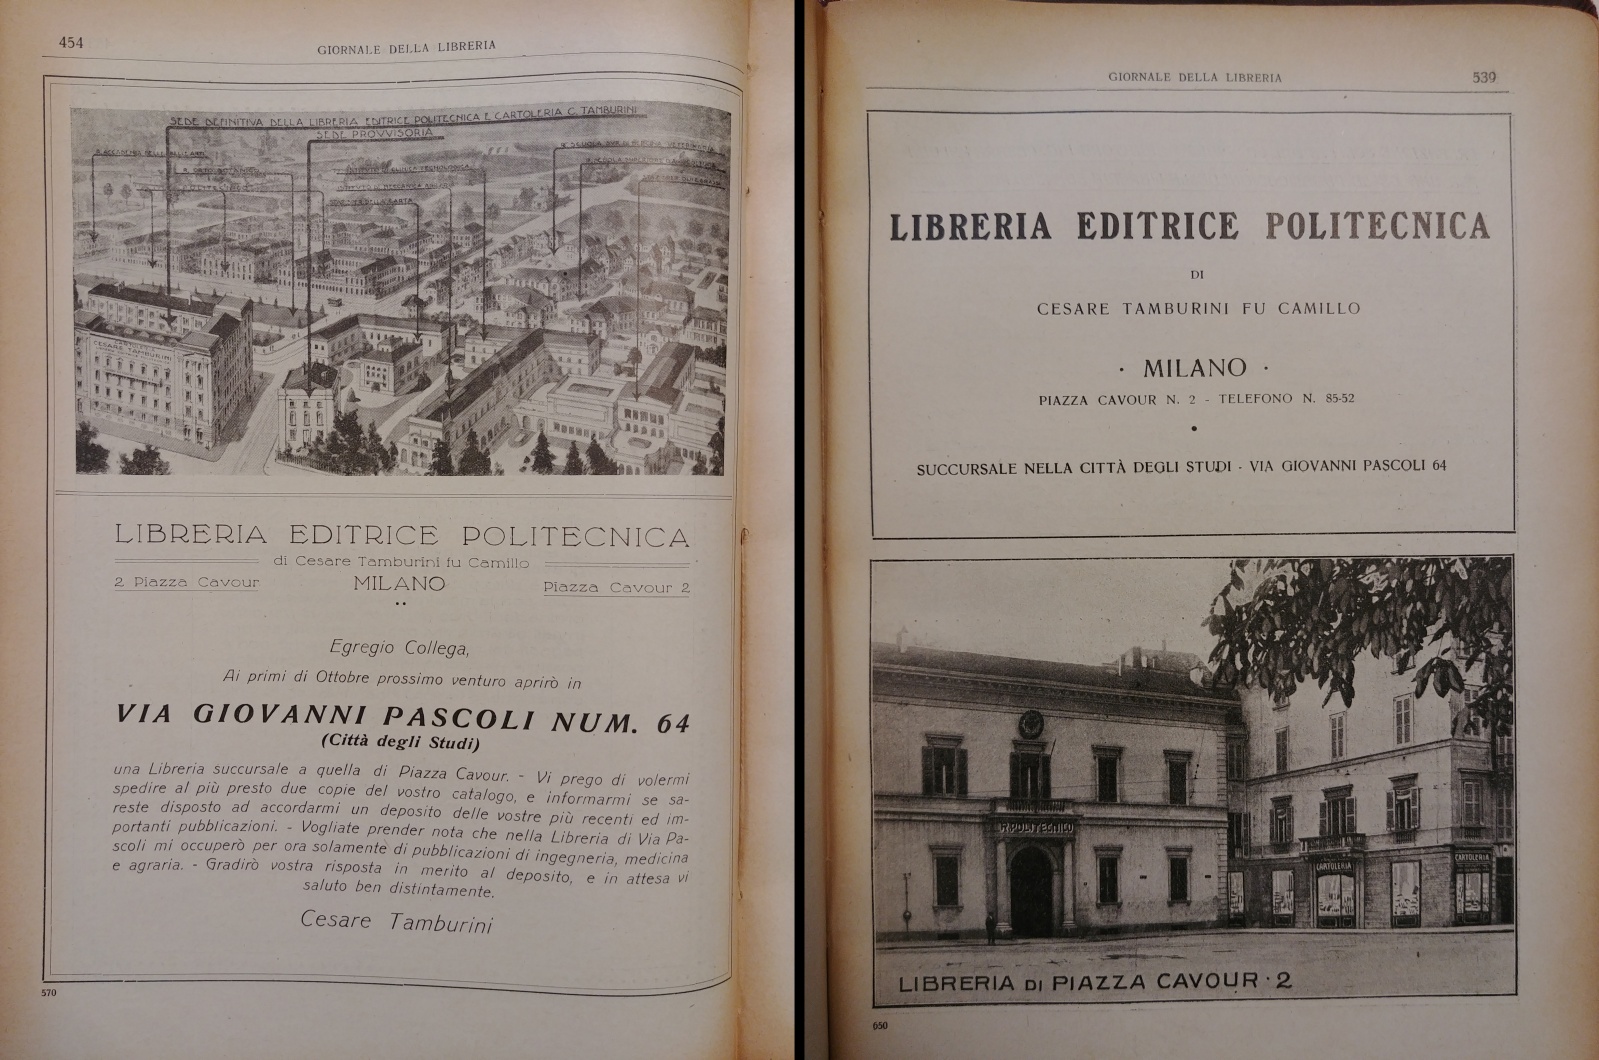 454
GIORNALE DELLA LIBRERIA
SEDE DEFINITIVA DELLA LIBRERIA EDITRICE POLITECNICA E CARTOLERIA C. TAMBURINI
SEDE PROVVISORIA
CESARE TAMBURINI
LIBRERIA EDITRICE POLITECNICA
di Cesare Tamburini fu Camillo
2 Piazza Cavour MILANO Piazza Cavour 2
Egregio Collega,
Ai primi di Ottobre prossimo venturo aprirò in
VIA GIOVANNI PASCOLI NUM. 64
(Città degli Studi)
una Libreria succursale a quella di Piazza Cavour. - Vi prego di volermi
spedire al più presto due copie del vostro catalogo, e informarmi se sa-
reste disposto ad accordarmi un deposito delle vostre più recenti ed im-
portanti pubblicazioni. - Vogliate prender nota che nella Libreria di Via Pa-
scoli mi occuperò per ora solamente di pubblicazioni di ingegneria, medicina
e agraria. - Gradirò vostra risposta in merito al deposito, e in attesa vi
saluto ben distintamente.
Cesare Tamburini
570
GIORNALE DELLA LIBRERIA
539
LIBRERIA EDITRICE POLITECNICA
DI
CESARE TAMBURINI FU CAMILLO
· MILANO ·
PIAZZA CAVOUR N. 2 - TELEFONO N. 85-52
•
SUCCURSALE NELLA CITTÀ DEGLI STUDI · VIA GIOVANNI PASCOLI 64
R. POLITECNICO
CARTOLERIA
CARTOLERIA
LIBRERIA DI PIAZZA CAVOUR · 2
650